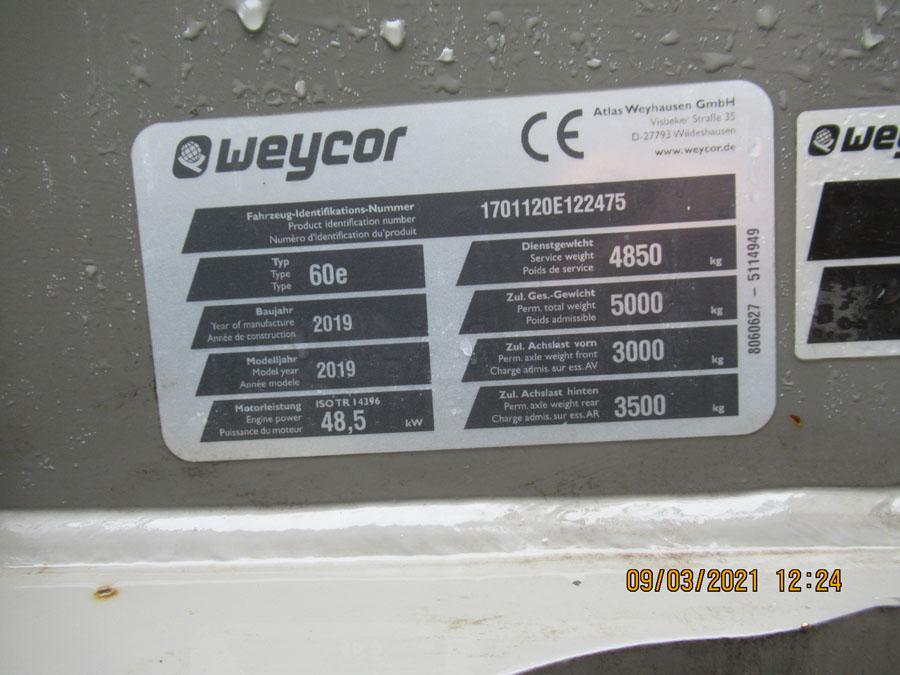 weycor
CE
Atlas Weyhausen GmbH
Visbeker Straße 35
D-27793 Wildeshausen
www.weycor.de
Fahrzeug-Identifikations-Nummer
Product identification number
Numéro d'identification du produit
1701120E122475
Typ
Type
Type
60e
Baujahr
Year of manufacture
Année de construction
2019
Modelljahr
Model year
Année modele
2019
Motorleistung
Engine power
Puissance du moteur
ISO TR 14396
48,5 kW
Dienstgewicht
Service weight
Poids de service
4850 kg
Zul. Ges.-Gewicht
Perm. total weight
Poids admissible
5000 kg
Zul. Achslast vorn
Perm. axle weight front
Charge admis. sur ess. AV
3000 kg
Zul. Achslast hinten
Perm. axle weight rear
Charge admis. sur ess. AR
3500 kg
8060627 – 5114949
09/03/2021 12:24